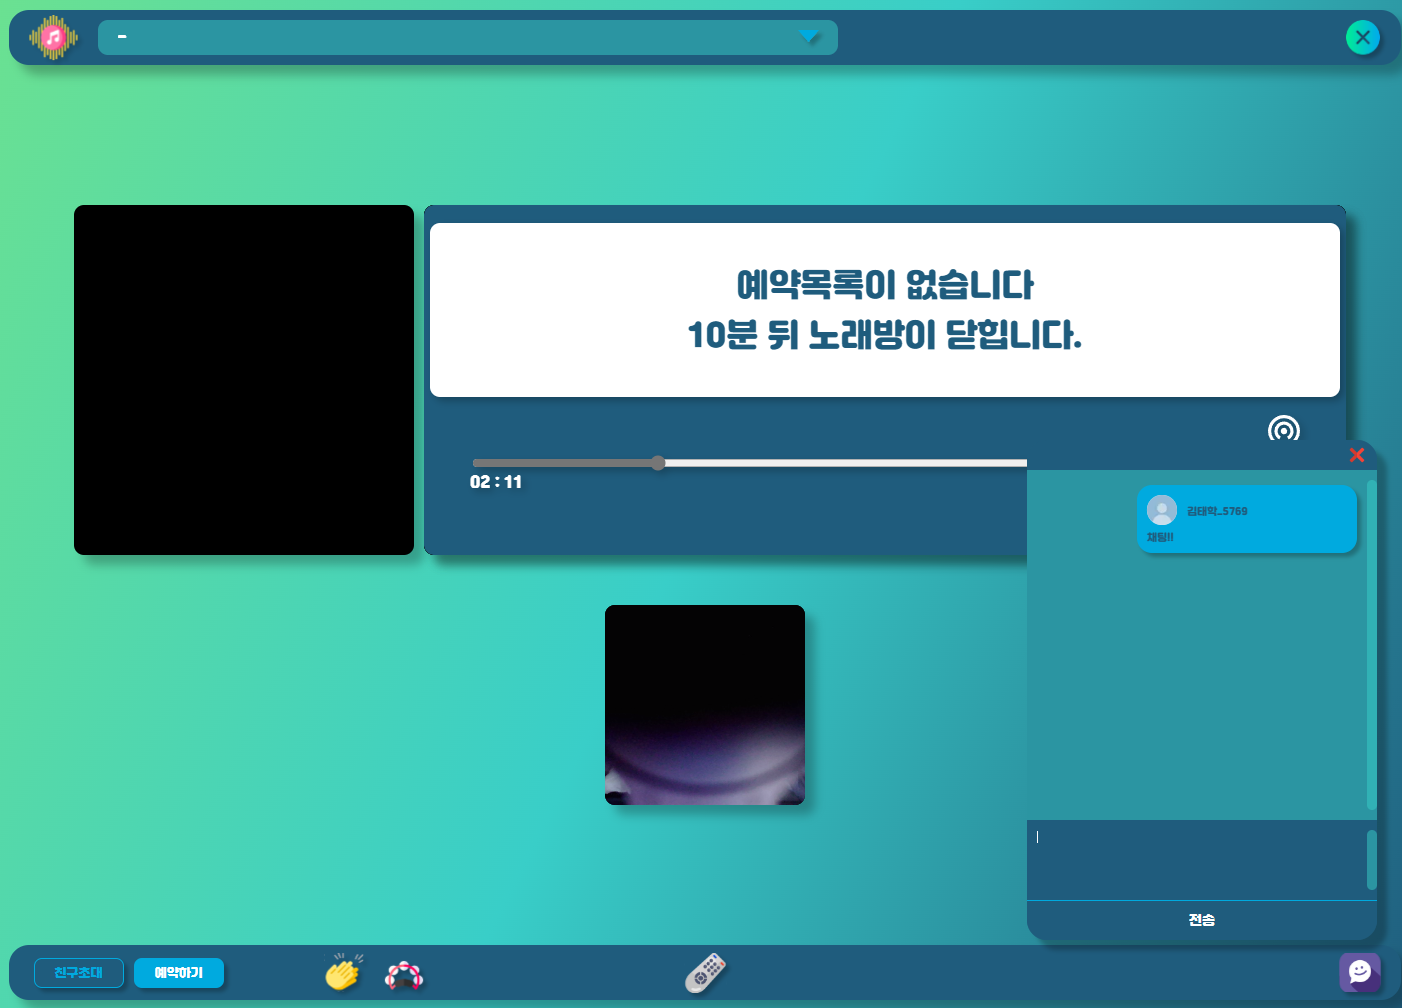 -
예약목록이 없습니다
10분 뒤 노래방이 닫힙니다.
02 : 11
김태학_5769
채팅!!
전송
친구초대
예약하기